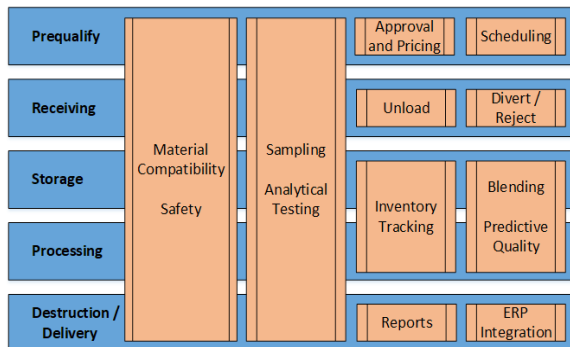 Prequalify
Approval
and Pricing
Scheduling
Receiving
Unload
Divert /
Reject
Material
Compatibility
Safety
Sampling
Analytical
Testing
Storage
Inventory
Tracking
Blending
Predictive
Quality
Processing
Destruction /
Delivery
Reports
ERP
Integration